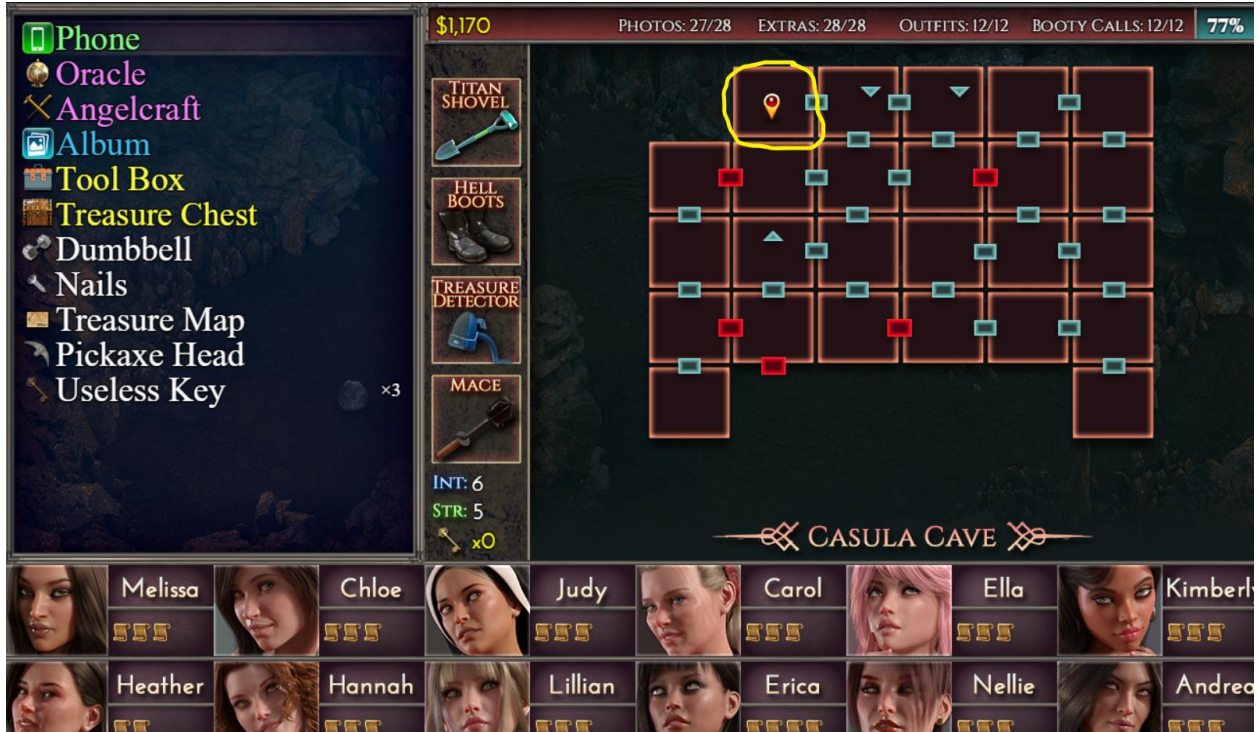 Phone
Oracle
Angelcraft
Album
Tool Box
Treasure Chest
Dumbbell
Nails
Treasure Map
Pickaxe Head
Useless Key ×3
$1,170 Photos: 27/28 Extras: 28/28 Outfits: 12/12 Booty Calls: 12/12 77%
Titan
Shovel
Hell
Boots
Treasure
Detector
Mace
Int: 6
Str: 5
x0
Casula Cave
Melissa Chloe Judy Carol Ella Kimberly
Heather Hannah Lillian Erica Nellie Andrea